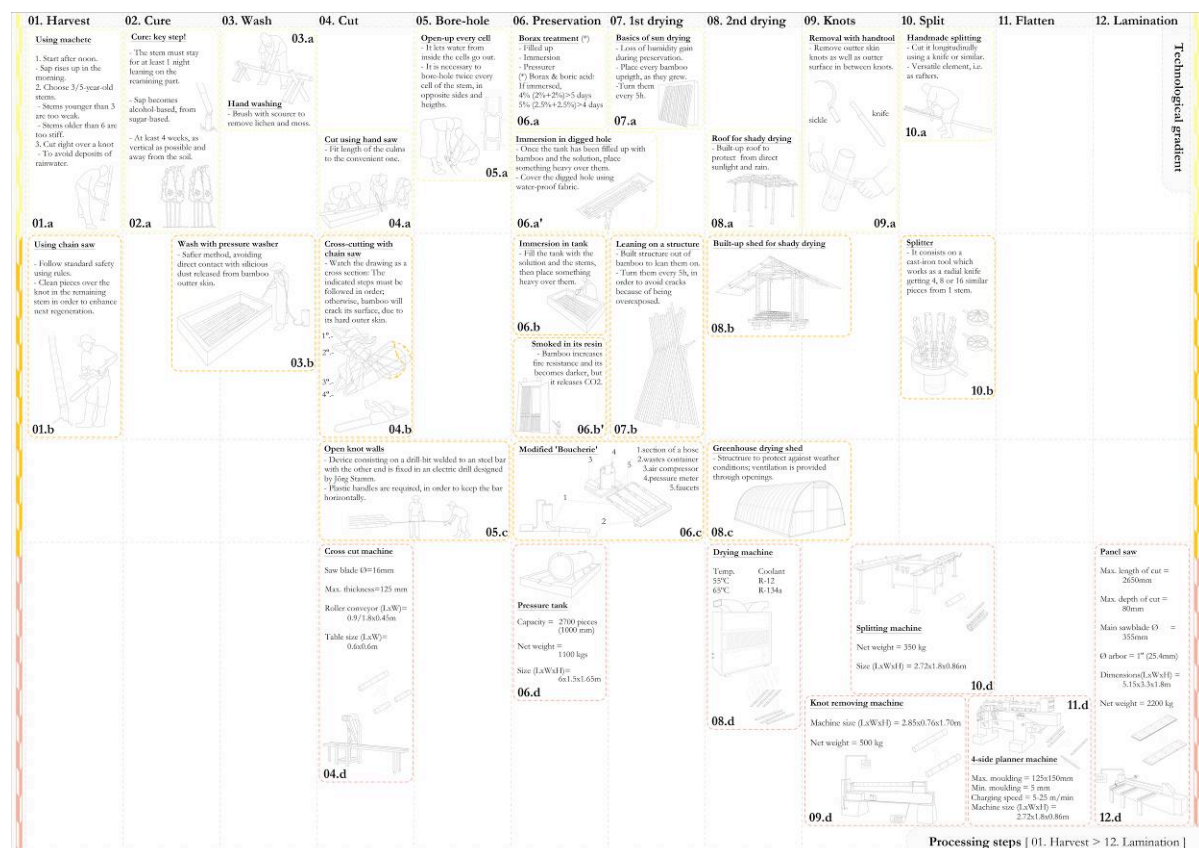 01. Harvest
02. Cure
03. Wash
04. Cut
05. Bore-hole
06. Preservation
07. 1st drying
08. 2nd drying
09. Knots
10. Split
11. Flatten
12. Lamination
Technological gradient
Using machete
1. Start after noon.
- Sap rises up in the
morning.
2. Choose 3/5-year-old
stems.
- Stems younger than 3
are too weak.
- Stems older than 6 are
too stiff.
3. Cut right over a knot
- To avoid deposits of
rainwater.
01.a
Cure: key step!
- The stem must stay
for at least 1 night
leaning on the
reamining part.
- Sap becomes
alcohol-based, from
sugar-based.
- At least 4 weeks, as
vertical as possible and
away from the soil.
02.a
03.a
Hand washing
- Brush with scourer to
remove lichen and moss.
Cut using hand saw
- Fit length of the culms
to the convenient one.
04.a
Open-up every cell
- It lets water from
inside the cells go out.
- It is necessary to
bore-hole twice every
cell of the stem, in
opposite sides and
heigths.
05.a
Borax treatment (*)
- Filled up
- Immersion
- Pressurer
(*) Borax & boric acid:
If immersed,
4% (2%+2%)>5 days
5% (2.5%+2.5%)>4 days
06.a
Immersion in digged hole
- Once the tank has been filled up with
bamboo and the solution, place
something heavy over them.
- Cover the digged hole using
water-proof fabric.
06.a'
Basics of sun drying
- Loss of humidity gain
during preservation.
- Place every bamboo
uprigth, as they grew.
-Turn them
every 5h.
07.a
Roof for shady drying
- Built-up roof to
protect from direct
sunlight and rain.
08.a
Removal with handtool
- Remove outter skin
knots as well as outter
surface in between knots.
sickle
knife
09.a
Handmade splitting
- Cut it longitudinally
using a knife or similar.
- Versatile element, i.e.
as rafters.
10.a
Using chain saw
- Follow standard safety
using rules.
- Clean pieces over the
knot in the remaining
stem in order to enhance
next regeneration.
01.b
Wash with pressure washer
- Safier method, avoiding
direct contact with silicious
dust released from bamboo
outter skin.
03.b
Cross-cutting with
chain saw
- Watch the drawing as a
cross section: The
indicated steps must be
followed in order;
otherwise, bamboo will
crack its surface, due to
its hard outer skin.
1º.-
2º.-
3º.-
4º.-
04.b
Immersion in tank
- Fill the tank with the
solution and the stems,
then place something
heavy over them.
06.b
Smoked in its resin
- Bamboo increases
fire resistance and its
becomes darker, but
it releases CO2.
06.b'
Leaning on a structure
- Built structure out of
bamboo to lean them on.
- Turn them every 5h, in
order to avoid cracks
because of being
overexposed.
07.b
Built-up shed for shady drying
08.b
Splitter
- It consists on a
cast-iron tool which
works as a radial knife
getting 4, 8 or 16 similar
pieces from 1 stem.
10.b
Open knot walls
- Device consisting on a drill-bit welded to an steel bar
with the other end is fixed in an electric drill designed
by Jörg Stamm.
- Plastic handles are required, in order to keep the bar
horizontally.
05.c
Modified 'Boucherie'
1.section of a hose
2.wastes container
3.air compressor
4.pressure meter
5.faucets
4
3
5
1
2
06.c
Greenhouse drying shed
- Structrure to protect against weather
conditions; ventilation is provided
through openings.
08.c
Cross cut machine
Saw blade Ø=16mm
Max. thickness=125 mm
Roller conveyor (LxW)=
0.9/1.8x0.45m
Table size (LxW)=
0.6x0.6m
04.d
Pressure tank
Capacity = 2700 pieces
(1000 mm)
Net weight =
1100 kgs
Size (LxWxH)=
6x1.5x1.65m
06.d
Drying machine
Temp. Coolant
55ºC R-12
65ºC R-134a
08.d
Splitting machine
Net weight = 350 kg
Size (LxWxH) = 2.72x1.8x0.86m
10.d
Knot removing machine
Machine size (LxWxH) = 2.85x0.76x1.70m
Net weight = 500 kg
09.d
11.d
4-side planner machine
Max. moulding = 125x150mm
Min. moulding = 5 mm
Charging speed = 5-25 m/min
Machine size (LxWxH) =
2.72x1.8x0.86m
Panel saw
Max. length of cut =
2650mm
Max. depth of cut =
80mm
Main sawblade Ø =
355mm
Ø arbor = 1" (25.4mm)
Dimensions(LxWxH) =
5.15x3.3x1.8m
Net weight = 2200 kg
12.d
Processing steps [ 01. Harvest > 12. Lamination ]